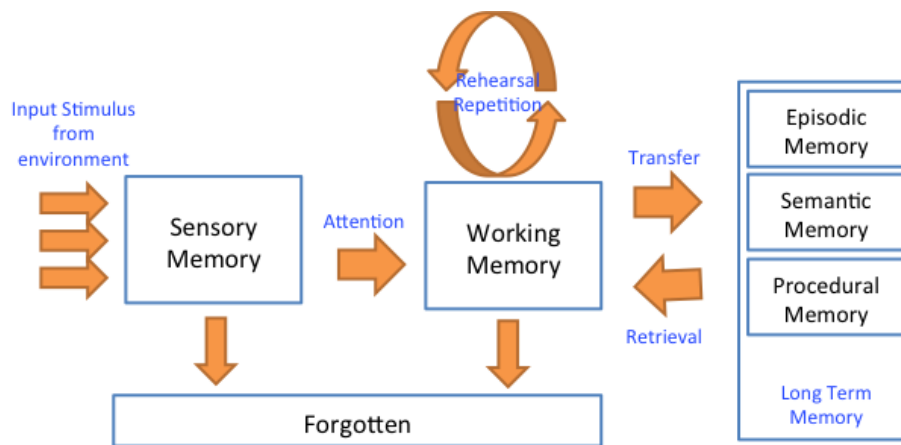 Input Stimulus
from
environment
Sensory
Memory
Attention
Rehearsal
Repetition
Working
Memory
Transfer
Retrieval
Episodic
Memory
Semantic
Memory
Procedural
Memory
Long Term
Memory
Forgotten